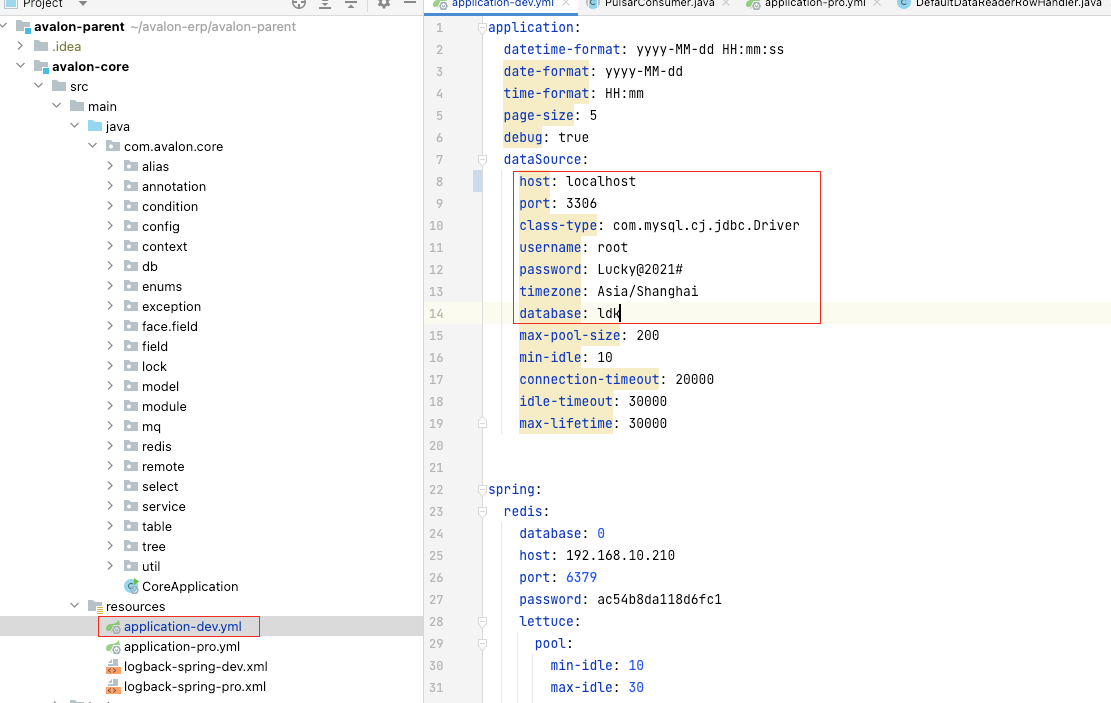 Project
avalon-parent ~/avalon-erp/avalon-parent
.idea
avalon-core
src
main
java
com.avalon.core
alias
annotation
condition
config
context
db
enums
exception
face.field
field
lock
model
module
mq
redis
remote
select
service
table
tree
util
CoreApplication
resources
application-dev.yml
application-pro.yml
logback-spring-dev.xml
logback-spring-pro.xml
application-dev.yml
PulsarConsumer.java
application-pro.yml
DefaultDataReaderRowHandler.java
1 application:
2 datetime-format: yyyy-MM-dd HH:mm:ss
3 date-format: yyyy-MM-dd
4 time-format: HH:mm
5 page-size: 5
6 debug: true
7 dataSource:
8 host: localhost
9 port: 3306
10 class-type: com.mysql.cj.jdbc.Driver
11 username: root
12 password: Lucky@2021#
13 timezone: Asia/Shanghai
14 database: ldk
15 max-pool-size: 200
16 min-idle: 10
17 connection-timeout: 20000
18 idle-timeout: 30000
19 max-lifetime: 30000
20
21
22 spring:
23 redis:
24 database: 0
25 host: 192.168.10.210
26 port: 6379
27 password: ac54b8da118d6fc1
28 lettuce:
29 pool:
30 min-idle: 10
31 max-idle: 30